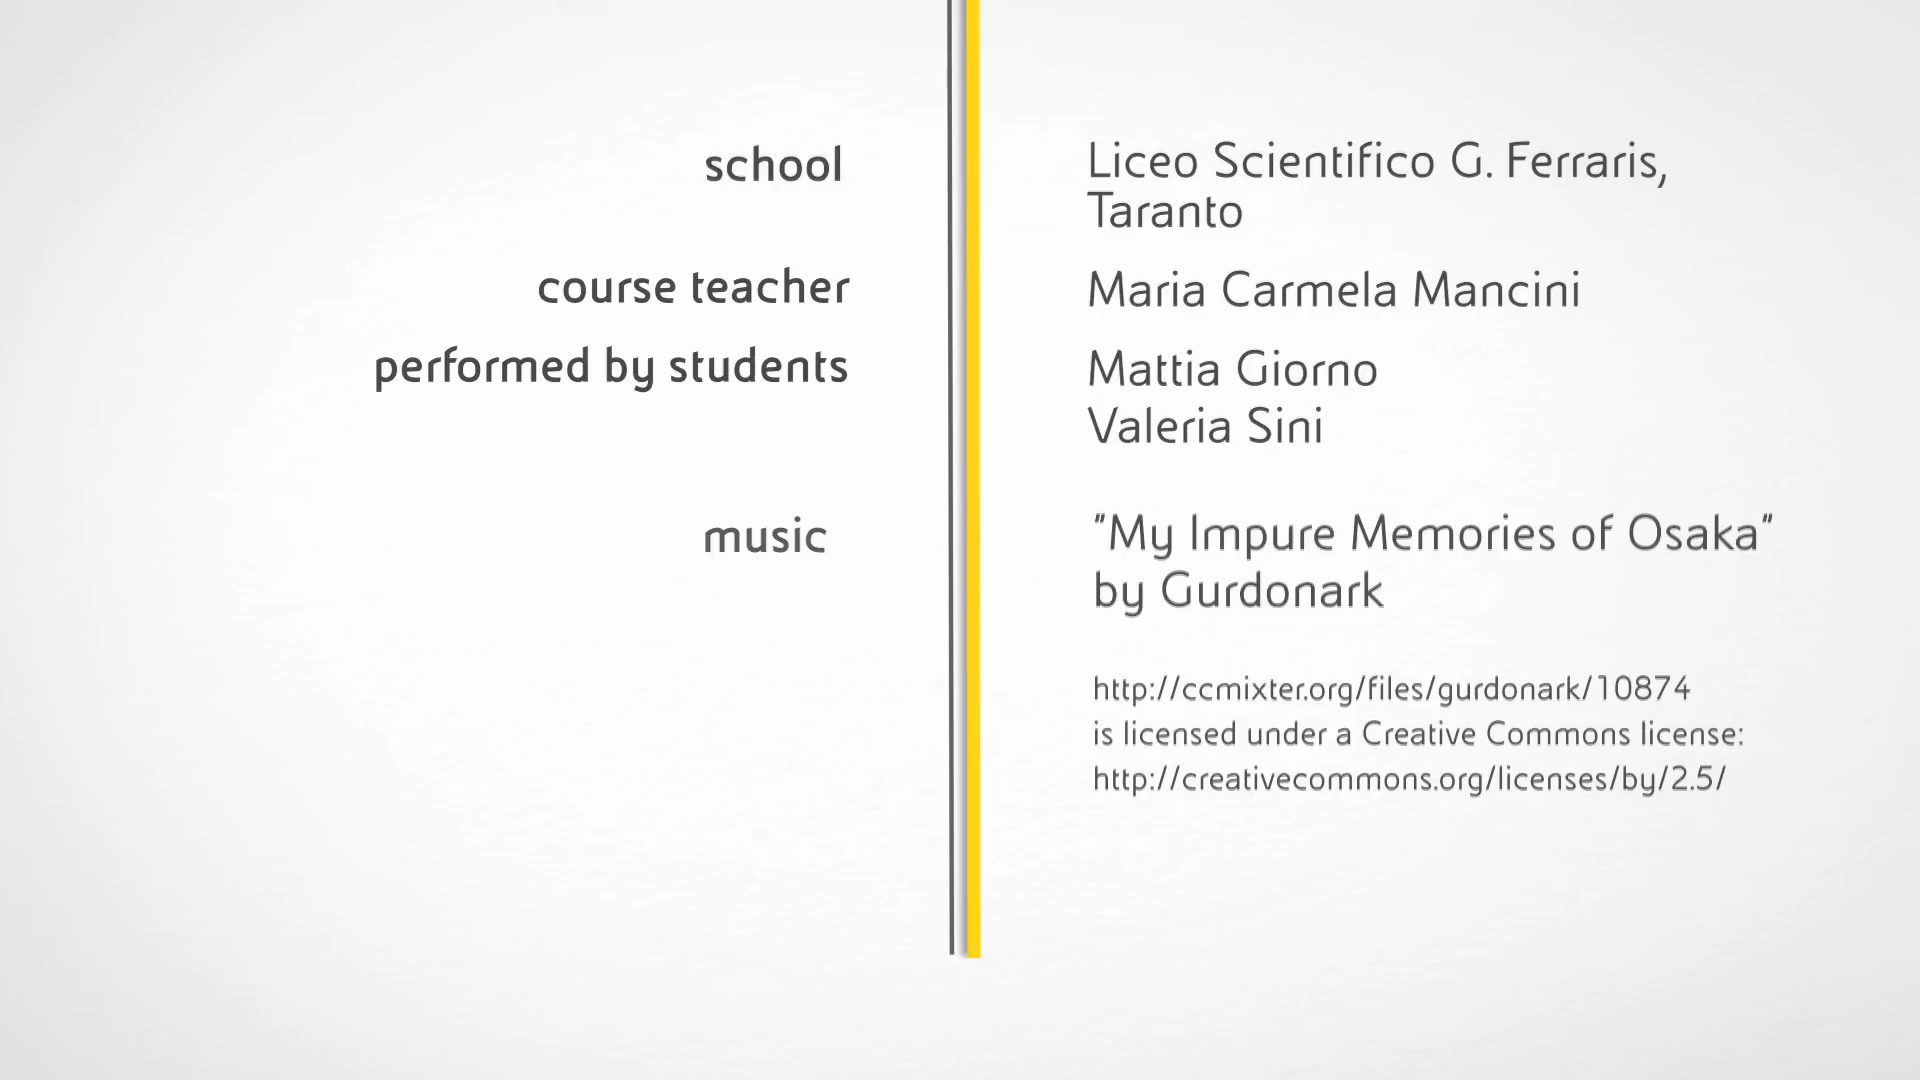 school
Liceo Scientifico G. Ferraris,
Taranto
course teacher
Maria Carmela Mancini
performed by students
Mattia Giorno
Valeria Sini
music
"My Impure Memories of Osaka"
by Gurdonark
http://ccmixter.org/files/gurdonark/10874
is licensed under a Creative Commons license:
http://creativecommons.org/licenses/by/2.5/